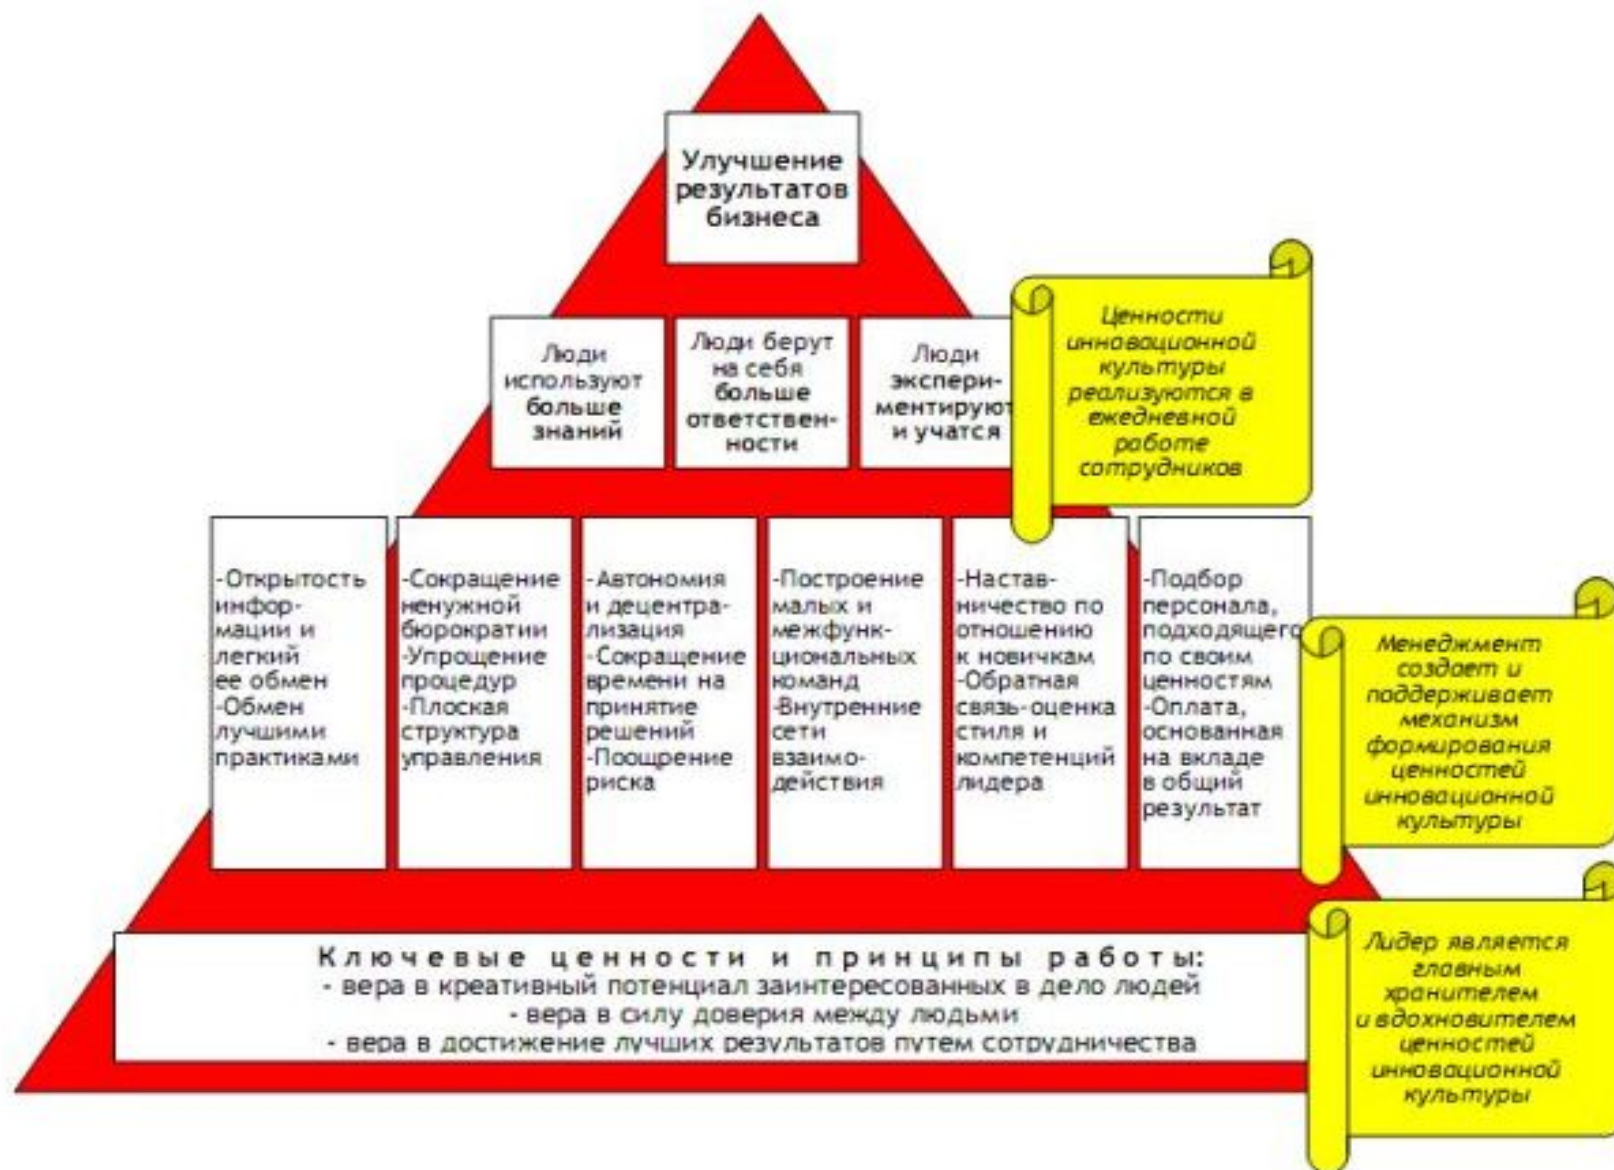 Улучшение
результатов
бизнеса
Люди
используют
больше
знаний
Люди берут
на себя
больше
ответствен-
ности
Люди
экспери-
ментируют
и учатся
Ценности
инновационной
культуры
реализуются в
ежедневной
работе
сотрудников
-Открытость
инфор-
мации и
легкий
ее обмен
-Обмен
лучшими
практиками
-Сокращение
ненужной
бюрократии
-Упрощение
процедур
-Плоская
структура
управления
-Автономия
и децентра-
лизация
-Сокращение
времени на
принятие
решений
-Поощрение
риска
-Построение
малых и
межфунк-
циональных
команд
-Внутренние
сети
взаимо-
действия
-Настав-
ничество по
отношению
к новичкам
-Обратная
связь-оценка
стиля и
компетенций
лидера
-Подбор
персонала,
подходящего
по своим
ценностям
-Оплата,
основанная
на вкладе
в общий
результат
Менеджмент
создает и
поддерживает
механизм
формирования
ценностей
инновационной
культуры
Ключевые ценности и принципы работы:
- вера в креативный потенциал заинтересованных в дело людей
- вера в силу доверия между людьми
- вера в достижение лучших результатов путем сотрудничества
Лидер является
главным
хранителем
и вдохновителем
ценностей
инновационной
культуры